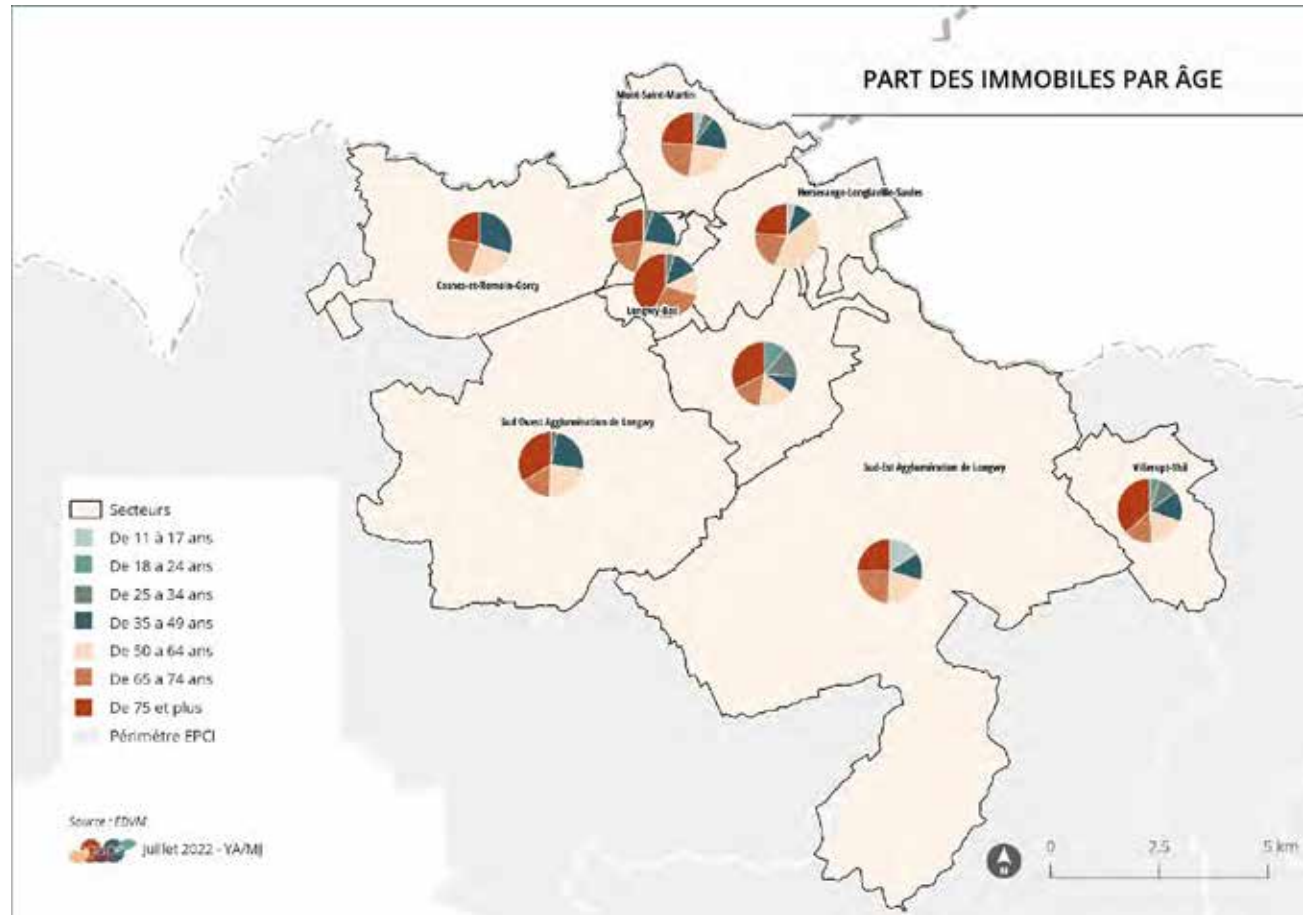 PART DES IMMOBILES PAR ÂGE
Mont-Saint-Martin
Herserange-Longlaville-Saulnes
Cosnes-et-Romain-Gorcy
Longwy-Bas
Sud Ouest Agglomération de Longwy
Sud-Est Agglomération de Longwy
Villerupt-Thil
Secteurs
De 11 à 17 ans
De 18 a 24 ans
De 25 a 34 ans
De 35 a 49 ans
De 50 a 64 ans
De 65 a 74 ans
De 75 et plus
Périmètre EPCI
Source : EDVM
Juillet 2022 - YA/MJ
N
0 2.5 5 km